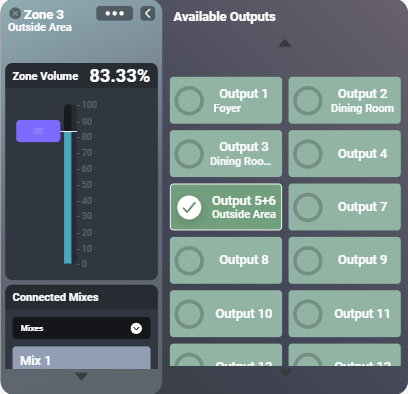 Zone 3
Outside Area
Zone Volume 83.33%
100
90
80
70
60
50
40
30
20
10
0
Connected Mixes
Mixes
Mix 1
Available Outputs
Output 1
Foyer
Output 2
Dining Room
Output 3
Dining Roo...
Output 4
Output 5+6
Outside Area
Output 7
Output 8
Output 9
Output 10
Output 11
Output 12
Output 13